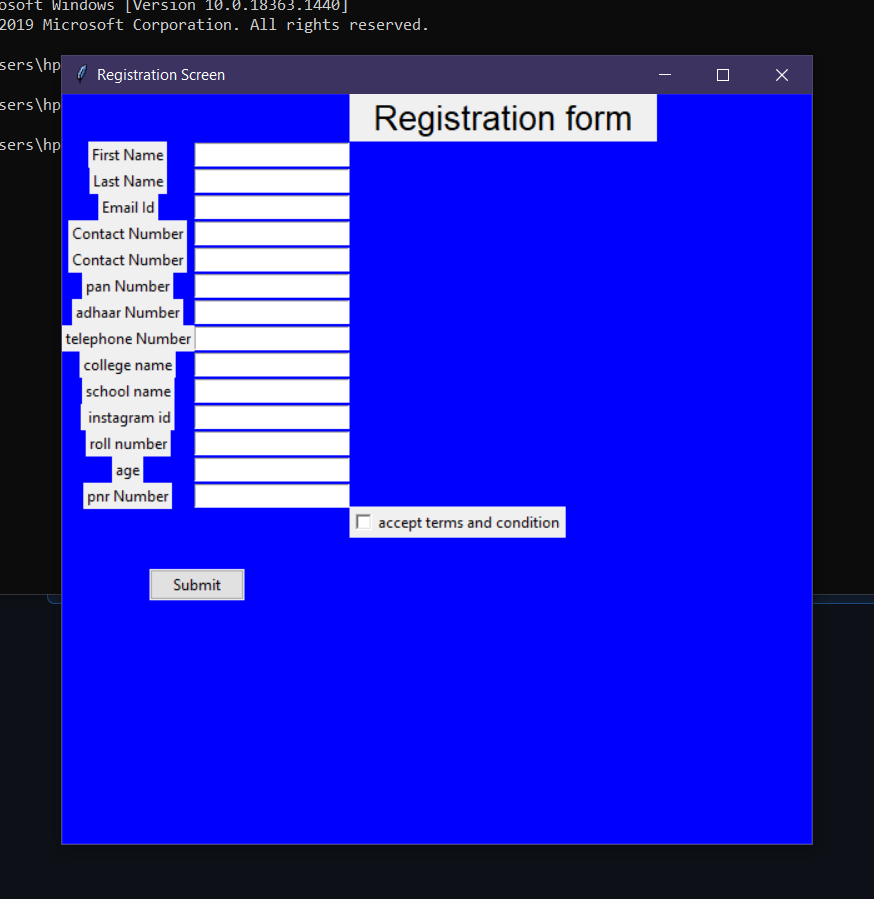 osoft Windows [Version 10.0.18363.1440]
2019 Microsoft Corporation. All rights reserved.
sers\hp
sers\hp
sers\hp
Registration Screen
Registration form
First Name
Last Name
Email Id
Contact Number
Contact Number
pan Number
adhaar Number
telephone Number
college name
school name
instagram id
roll number
age
pnr Number
accept terms and condition
Submit